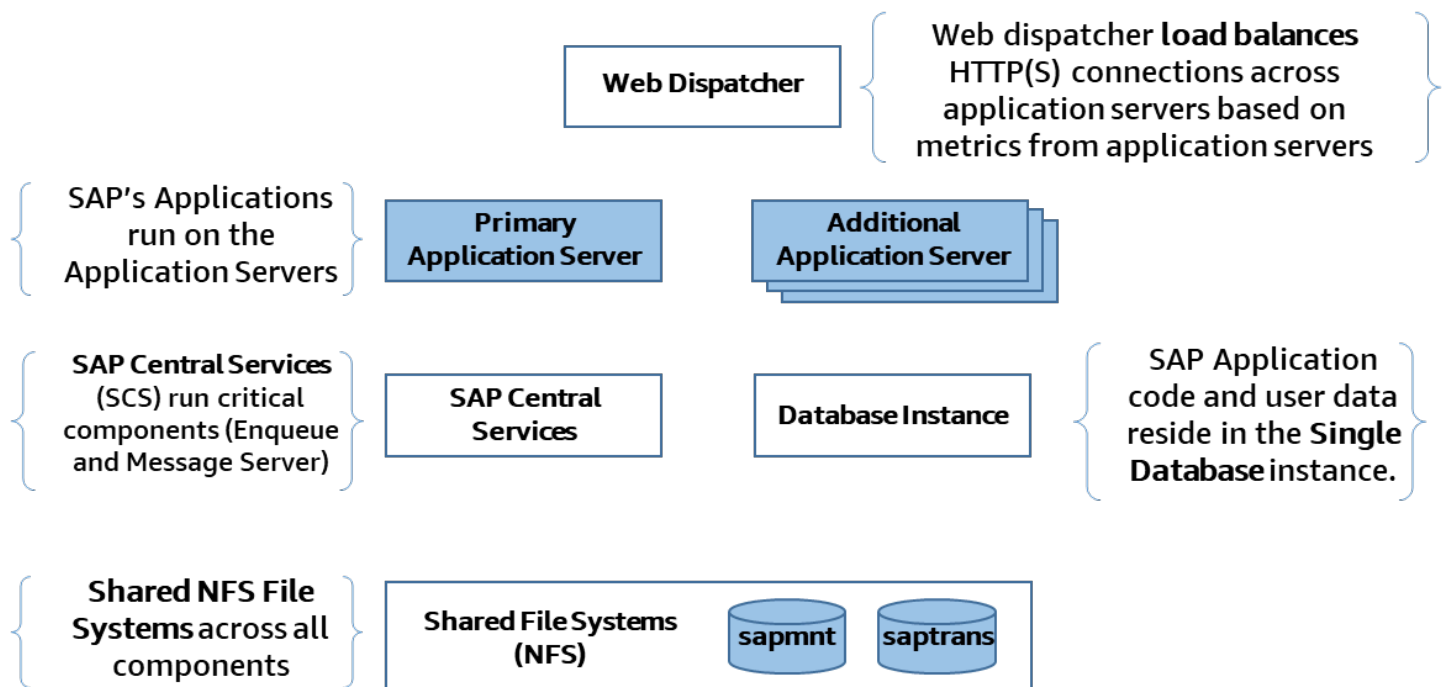 Web Dispatcher
Web dispatcher load balances
HTTP(S) connections across
application servers based on
metrics from application servers
SAP's Applications
run on the
Application Servers
Primary
Application Server
Additional
Application Server
SAP Central Services
(SCS) run critical
components (Enqueue
and Message Server)
SAP Central
Services
Database Instance
SAP Application
code and user data
reside in the Single
Database instance.
Shared NFS File
Systems across all
components
Shared File Systems
(NFS)
sapmnt
saptrans